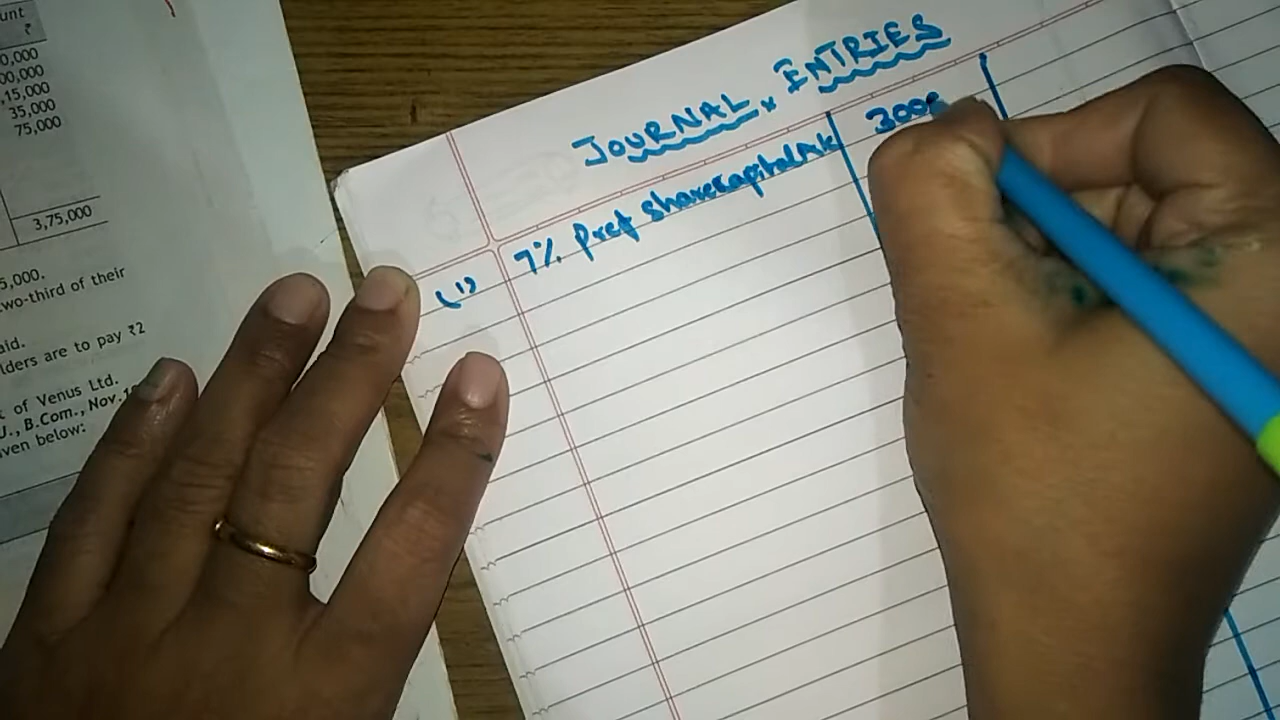 unt
₹
0,000
00,000
,15,000
35,000
75,000
3,75,000
5,000.
two-third of their
aid.
lders are to pay ₹2
t of Venus Ltd.
J., B.Com., Nov.
ven below:
JOURNAL ENTRIES
(1) 7% Pref Share Capital A/c 3000